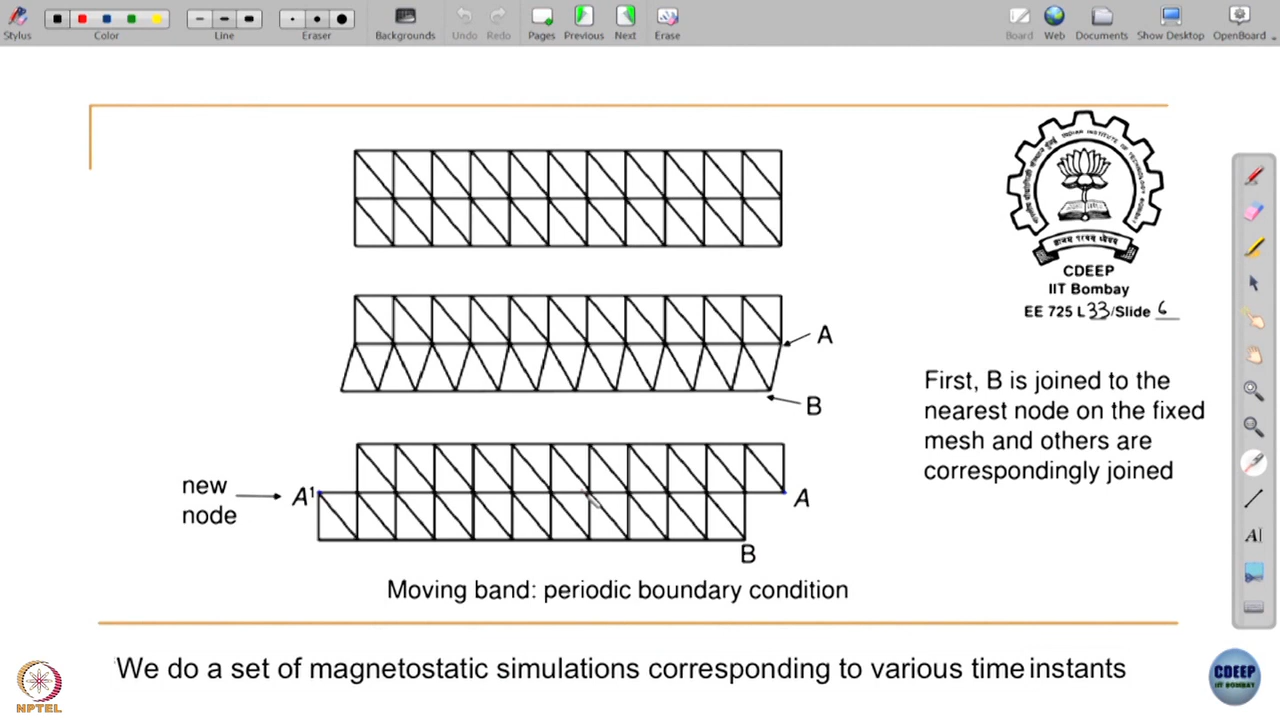 Stylus
Color
Line
Eraser
Backgrounds
Undo
Redo
Pages
Previous
Next
Erase
Board
Web
Documents
Show Desktop
OpenBoard
CDEEP
IIT Bombay
EE 725 L 33 /Slide 6
A
B
First, B is joined to the
nearest node on the fixed
mesh and others are
correspondingly joined
new
node
A1
A
B
Moving band: periodic boundary condition
We do a set of magnetostatic simulations corresponding to various time instants
NPTEL
CDEEP
IIT BOMBAY